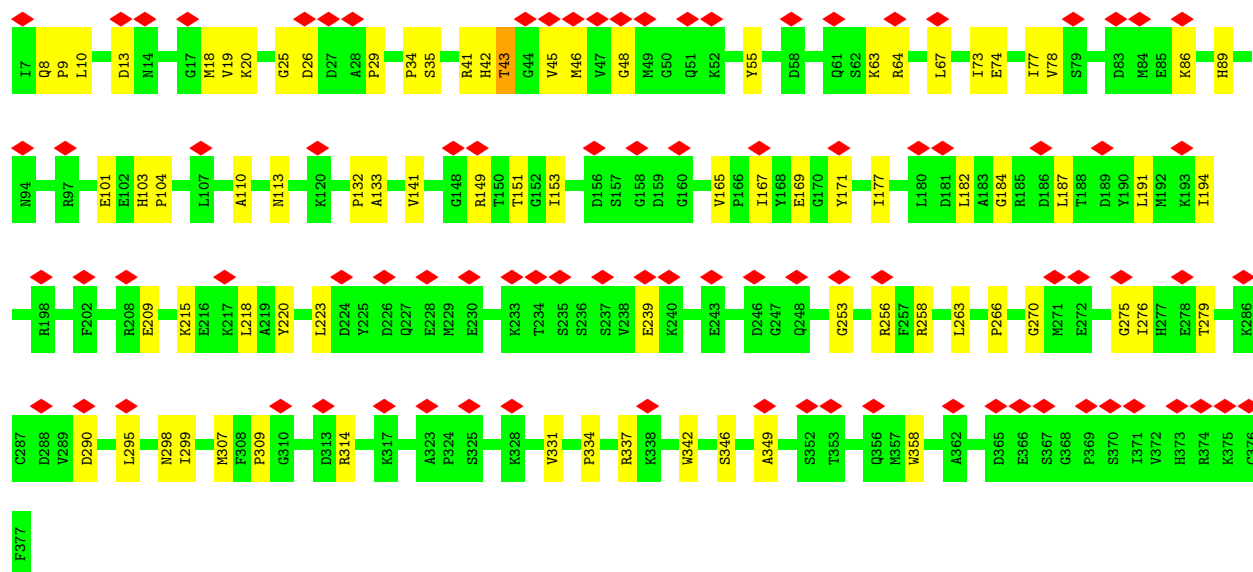 I7 Q8 P9 L10 D13 N14 G17 M18 V19 K20 G25 D26 D27 A28 P29 P34 S35 R41 H42 T43 G44 V45 M46 V47 G48 M49 G50 Q51 K52 Y55 D58 Q61 S62 K63 R64 L67 I73 E74 I77 V78 S79 D83 M84 E85 K86 H89
N94 R97 E101 E102 H103 P104 L107 A110 N113 K120 P132 A133 V141 G148 R149 T150 T151 G152 I153 D156 S157 G158 D159 G160 V165 P166 I167 Y168 E169 G170 Y171 I177 L180 D181 L182 A183 G184 R185 D186 L187 T188 D189 Y190 L191 M192 K193 I194
R198 F202 R208 E209 K215 E216 K217 L218 A219 Y220 L223 D224 Y225 D226 Q227 E228 M229 E230 K233 T234 S235 S236 S237 V238 E239 K240 E243 D246 G247 Q248 G253 R256 F257 R258 L263 P266 G270 M271 E272 G275 I276 H277 E278 T279 K286
C287 D288 V289 D290 L295 N298 I299 M307 F308 P309 G310 D313 R314 K317 A323 P324 S325 K328 V331 P334 R337 K338 W342 S346 A349 S352 T353 Q356 M357 W358 A362 D365 E366 S367 G368 P369 S370 I371 V372 H373 R374 K375 C376
F377